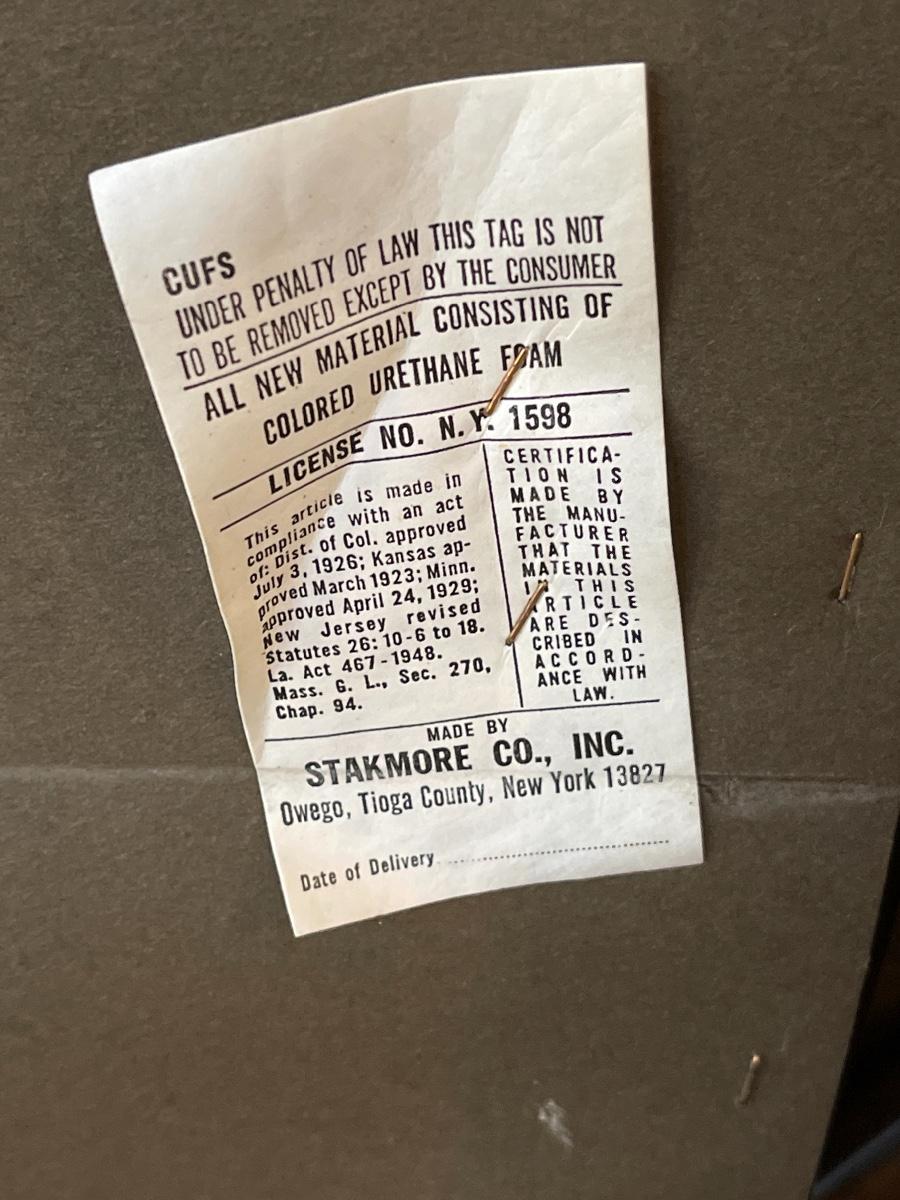 CUFS
UNDER PENALTY OF LAW THIS TAG IS NOT
TO BE REMOVED EXCEPT BY THE CONSUMER
ALL NEW MATERIAL CONSISTING OF
COLORED URETHANE FOAM
LICENSE NO. N.Y. 1598
This article is made in
compliance with an act
of: Dist. of Col. approved
July 3, 1926; Kansas ap-
proved March 1923; Minn.
approved April 24, 1929;
New Jersey revised
Statutes 26: 10-6 to 18.
La. Act 467-1948.
Mass. G. L., Sec. 270,
Chap. 94.
CERTIFICA-
TION IS
MADE BY
THE MANU-
FACTURER
THAT THE
MATERIALS
IN THIS
ARTICLE
ARE DES-
CRIBED IN
ACCORD-
ANCE WITH
LAW.
MADE BY
STAKMORE CO., INC.
Owego, Tioga County, New York 13827
Date of Delivery